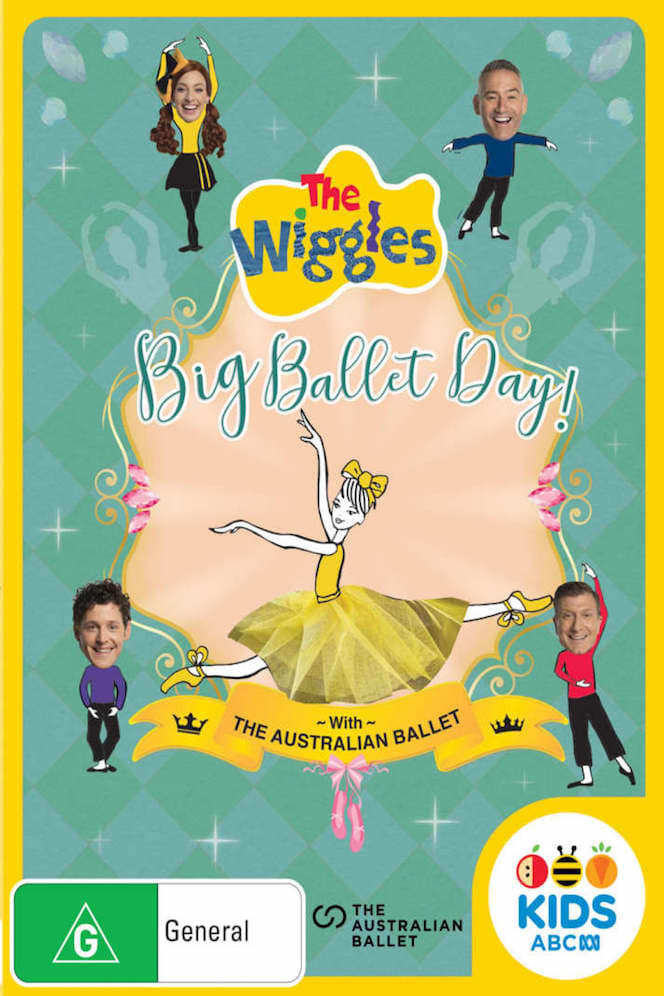 The
Wiggles
Big Ballet Day!
~With~
THE AUSTRALIAN BALLET
G
General
THE
AUSTRALIAN
BALLET
KIDS
ABC